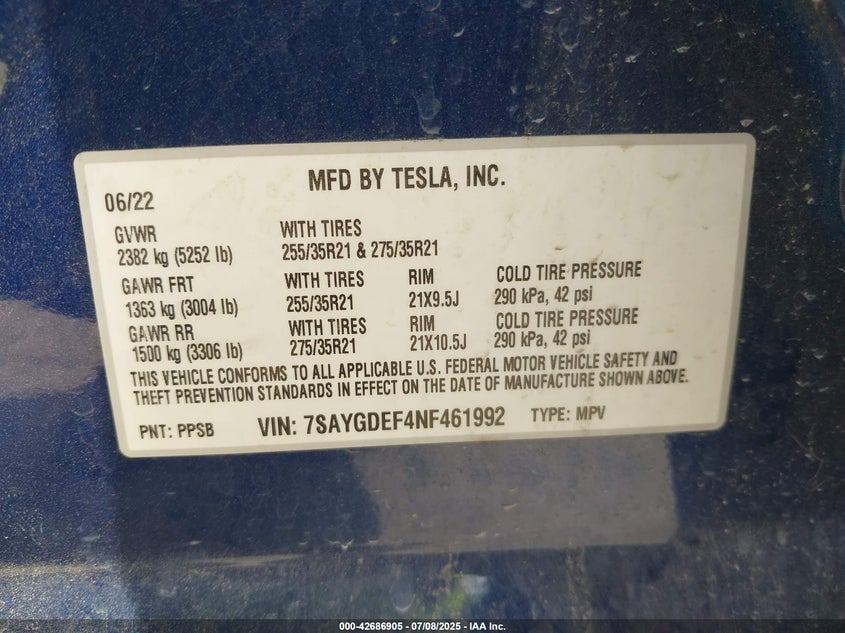 MFD BY TESLA, INC.
06/22
GVWR WITH TIRES
2382 kg (5252 lb) 255/35R21 & 275/35R21
GAWR FRT WITH TIRES RIM COLD TIRE PRESSURE
1363 kg (3004 lb) 255/35R21 21X9.5J 290 kPa, 42 psi
GAWR RR WITH TIRES RIM COLD TIRE PRESSURE
1500 kg (3306 lb) 275/35R21 21X10.5J 290 kPa, 42 psi
THIS VEHICLE CONFORMS TO ALL APPLICABLE U.S. FEDERAL MOTOR VEHICLE SAFETY AND
THEFT PREVENTION STANDARDS IN EFFECT ON THE DATE OF MANUFACTURE SHOWN ABOVE.
PNT: PPSB VIN: 7SAYGDEF4NF461992 TYPE: MPV
000-42686905 - 07/08/2025 - IAA Inc.